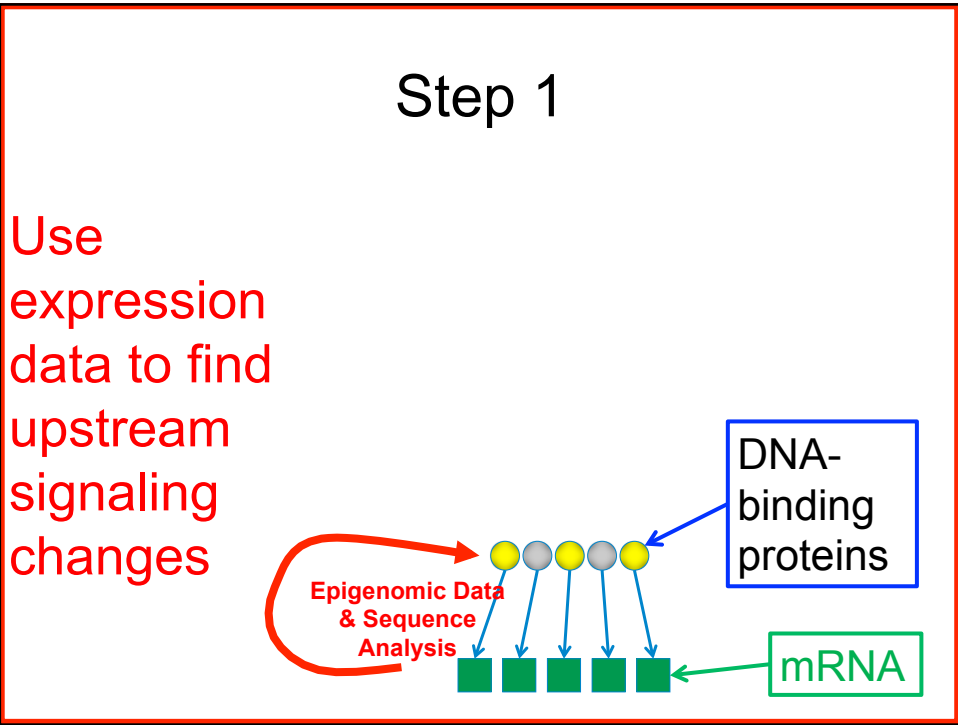 Step 1
Use
expression
data to find
upstream
signaling
changes
DNA-
binding
proteins
Epigenomic Data
& Sequence
Analysis
mRNA